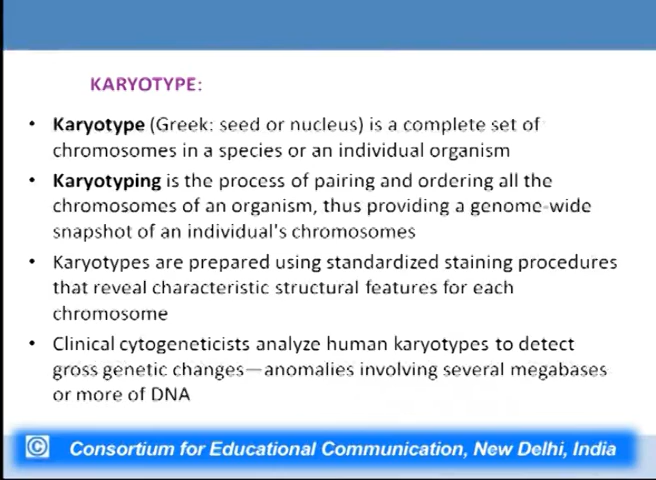 KARYOTYPE:
• Karyotype (Greek: seed or nucleus) is a complete set of
chromosomes in a species or an individual organism
• Karyotyping is the process of pairing and ordering all the
chromosomes of an organism, thus providing a genome-wide
snapshot of an individual's chromosomes
• Karyotypes are prepared using standardized staining procedures
that reveal characteristic structural features for each
chromosome
• Clinical cytogeneticists analyze human karyotypes to detect
gross genetic changes—anomalies involving several megabases
or more of DNA
© Consortium for Educational Communication, New Delhi, India